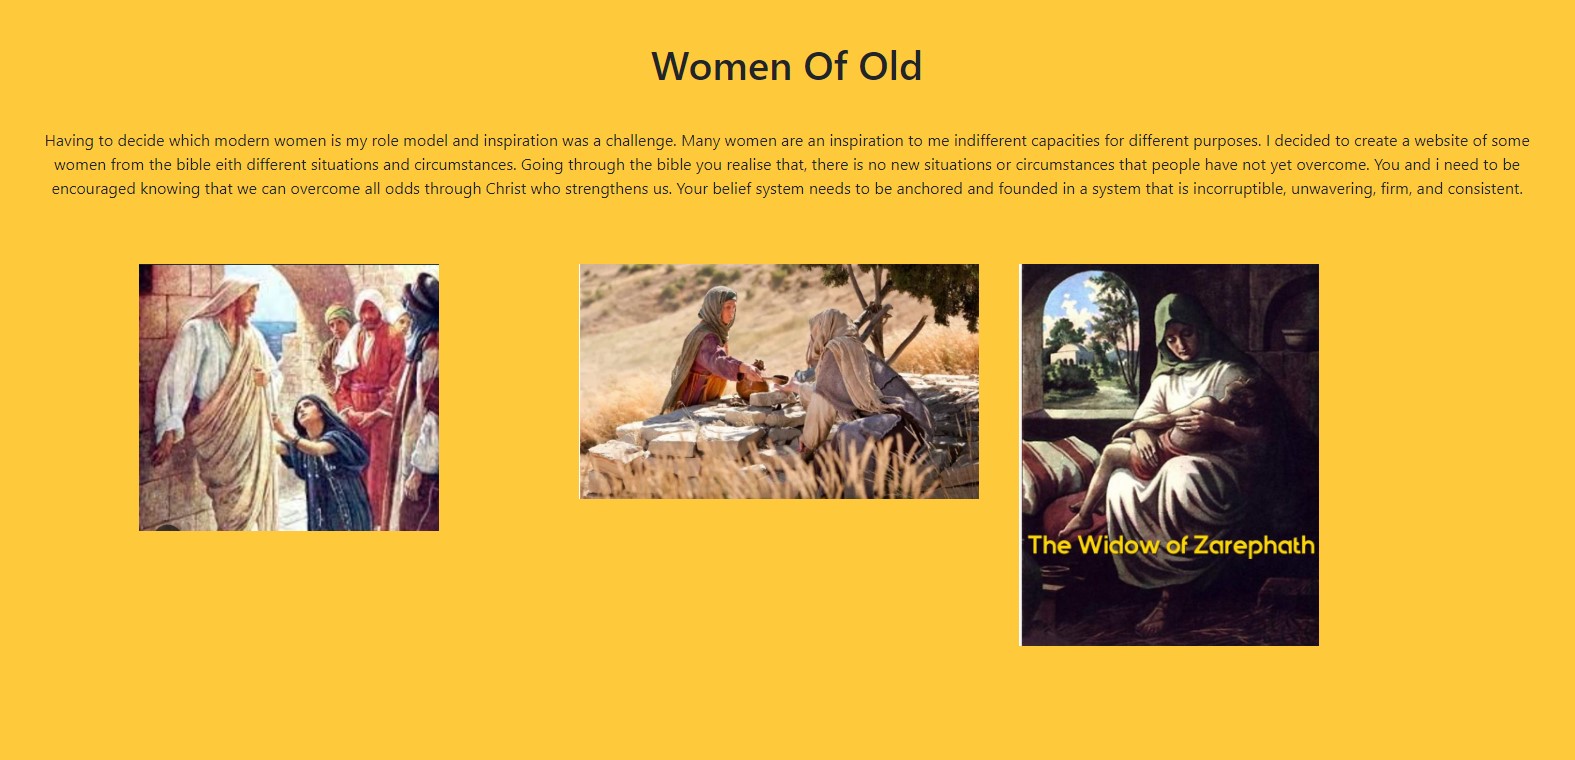 Women Of Old
Having to decide which modern women is my role model and inspiration was a challenge. Many women are an inspiration to me indifferent capacities for different purposes. I decided to create a website of some
women from the bible eith different situations and circumstances. Going through the bible you realise that, there is no new situations or circumstances that people have not yet overcome. You and i need to be
encouraged knowing that we can overcome all odds through Christ who strengthens us. Your belief system needs to be anchored and founded in a system that is incorruptible, unwavering, firm, and consistent.
The Widow of Zarephath